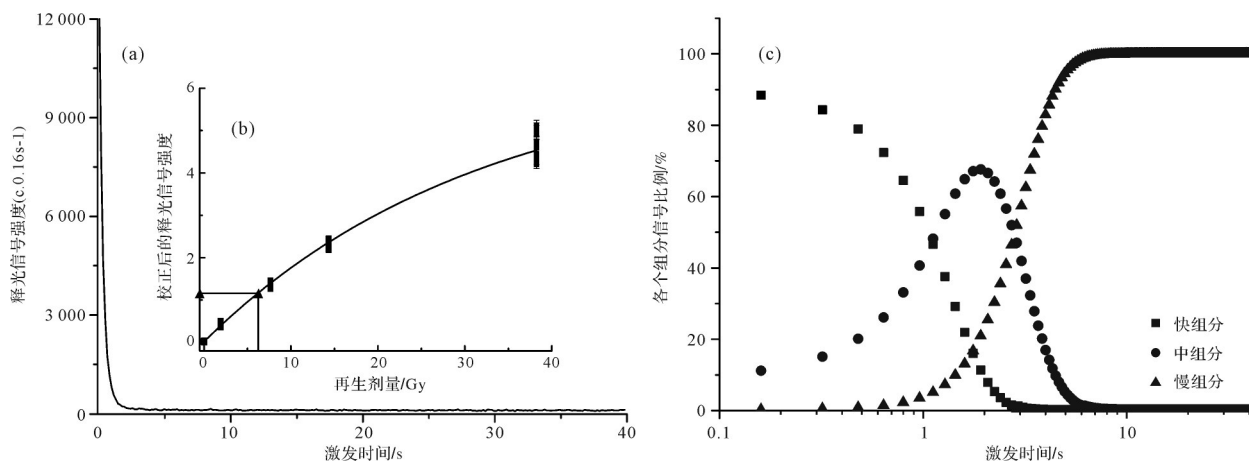 (a)
释光信号强度(c.0.16s-1)
12 000
9 000
6 000
3 000
0
0
10
20
30
40
激发时间/s
(b)
校正后的释光信号强度
6
4
2
0
0
10
20
30
40
再生剂量/Gy
(c)
各个组分信号比例/%
100
80
60
40
20
0
0.1
1
10
激发时间/s
快组分
中组分
慢组分